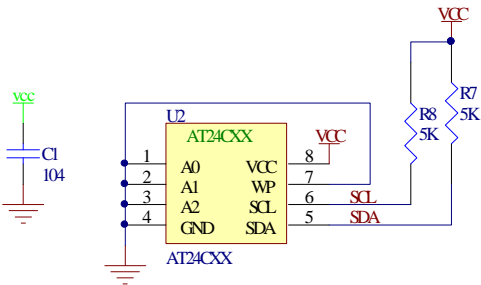 VCC
vcc
R7
R8
5K
5K
U2
AT24CXX
VCC
C1
104
1 A0 VCC 8
2 A1 WP 7
3 A2 SCL 6 SCL
4 GND SDA 5 SDA
AT24CXX